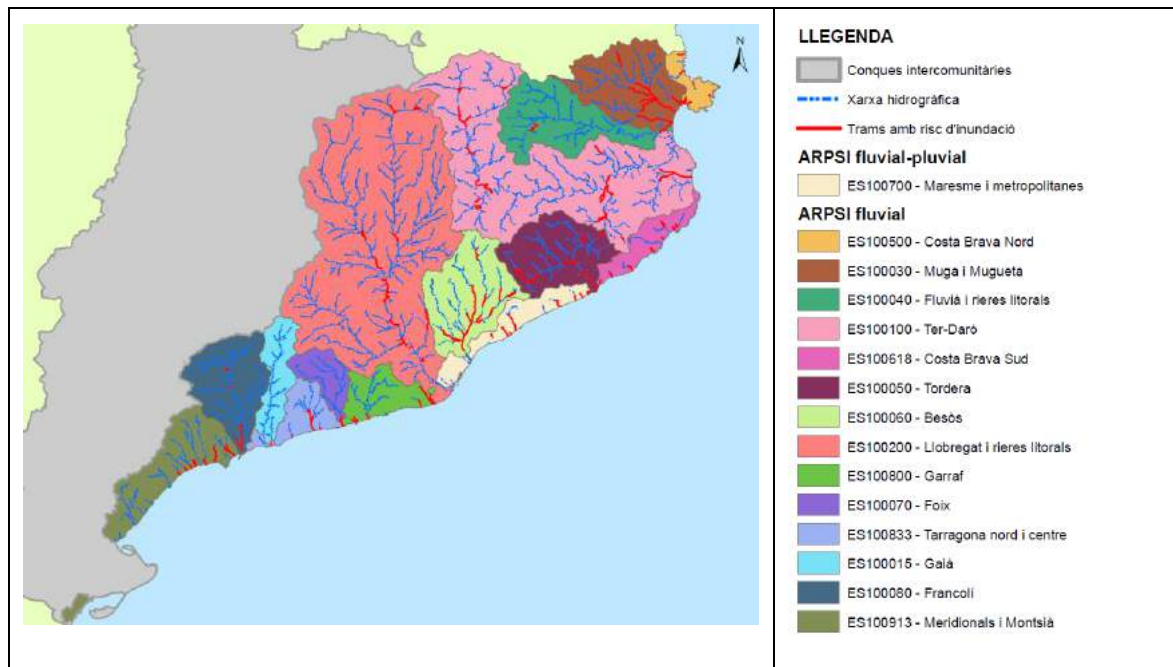 N
LLEGENDA
Conques intercomunitàries
Xarxa hidrogràfica
Trams amb risc d'inundació
ARPSI fluvial-pluvial
ES100700 - Maresme i metropolitanes
ARPSI fluvial
ES100500 - Costa Brava Nord
ES100030 - Muga i Mugueta
ES100040 - Fluvià i rieres litorals
ES100100 - Ter-Daró
ES100618 - Costa Brava Sud
ES100050 - Tordera
ES100060 - Besòs
ES100200 - Llobregat i rieres litorals
ES100800 - Garraf
ES100070 - Foix
ES100833 - Tarragona nord i centre
ES100015 - Gaià
ES100080 - Francolí
ES100913 - Meridionals i Montsià